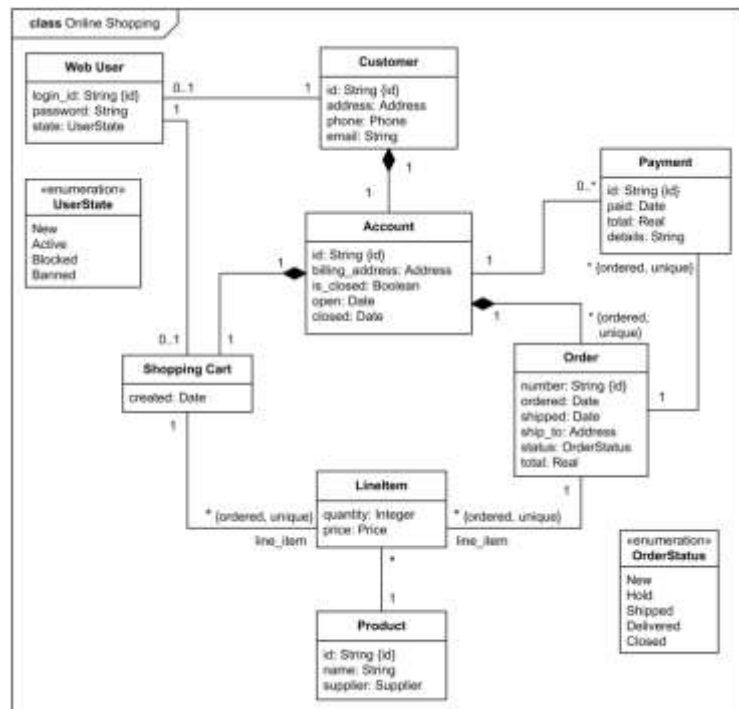 class Online Shopping
Web User
login_id: String {id}
password: String
state: UserState
0..1
1
1
Customer
id: String {id}
address: Address
phone: Phone
email: String
1
1
«enumeration»
UserState
New
Active
Blocked
Banned
Account
id: String {id}
billing_address: Address
is_closed: Boolean
open: Date
closed: Date
1
1
0..*
Payment
id: String {id}
paid: Date
total: Real
details: String
* {ordered, unique}
1
* {ordered,
unique}
0..1
1
Shopping Cart
created: Date
1
Order
number: String {id}
ordered: Date
shipped: Date
ship_to: Address
status: OrderStatus
total: Real
1
1
LineItem
quantity: Integer
price: Price
* {ordered, unique}
line_item
* {ordered, unique}
line_item
*
1
Product
id: String {id}
name: String
supplier: Supplier
«enumeration»
OrderStatus
New
Hold
Shipped
Delivered
Closed